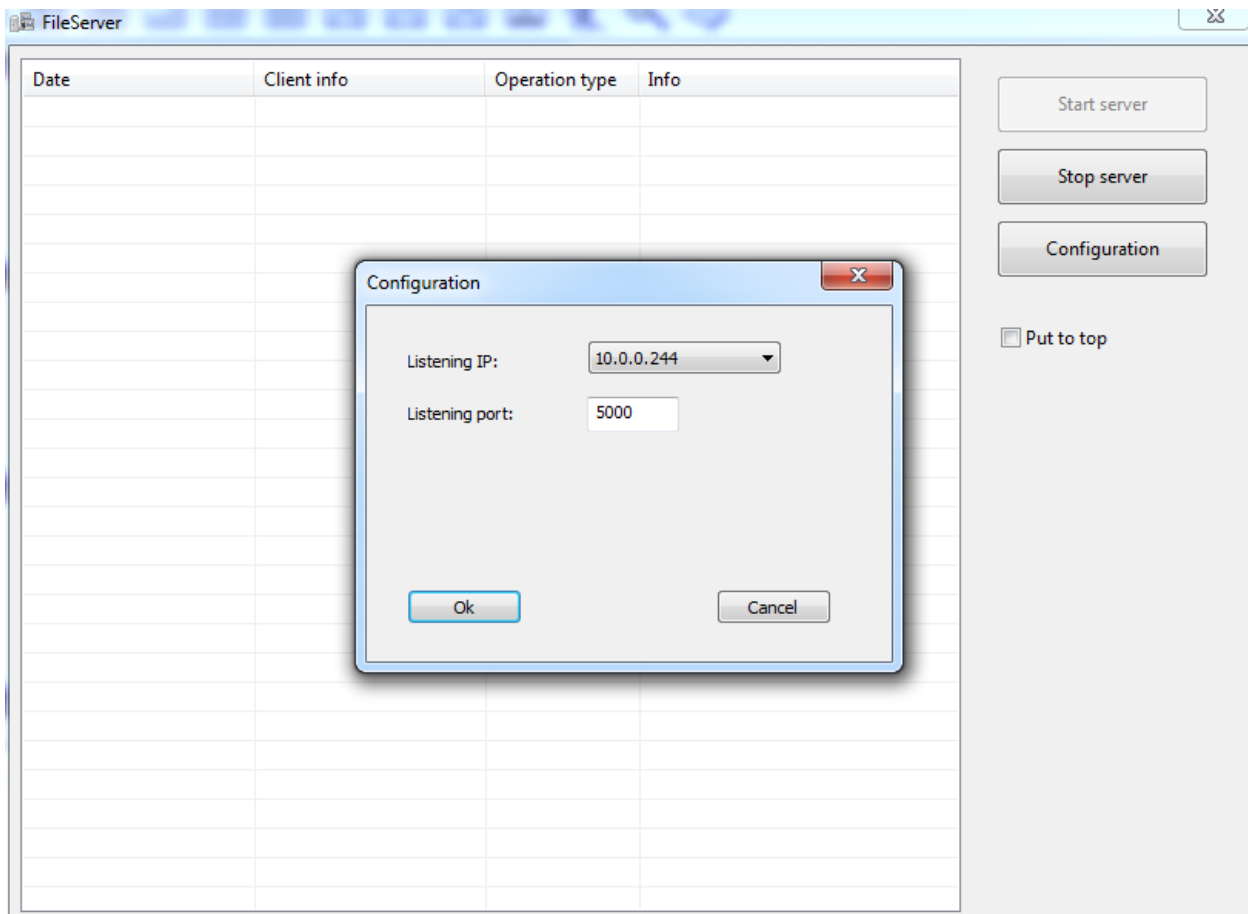 FileServer
Date Client info Operation type Info
Start server
Stop server
Configuration
Put to top
Configuration
Listening IP: 10.0.0.244
Listening port: 5000
Ok Cancel